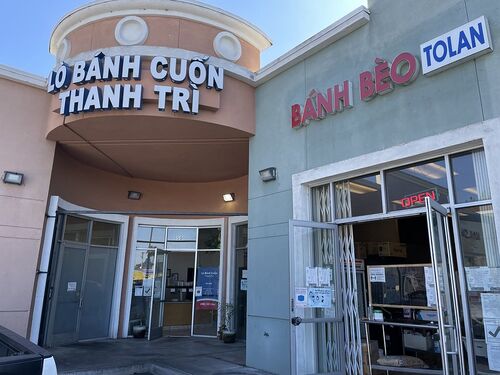 LÒ BÁNH CUỐN
THANH TRÌ
BÁNH BÈO
TOLAN
OPEN